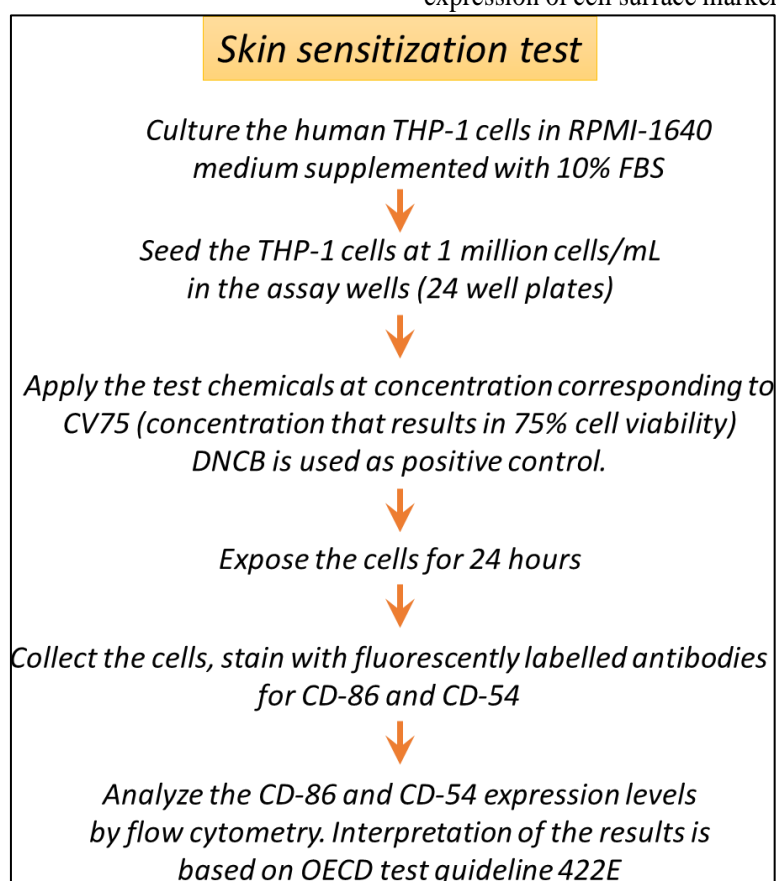 expression of cell surface marker
Skin sensitization test
Culture the human THP-1 cells in RPMI-1640
medium supplemented with 10% FBS
Seed the THP-1 cells at 1 million cells/mL
in the assay wells (24 well plates)
Apply the test chemicals at concentration corresponding to
CV75 (concentration that results in 75% cell viability)
DNCB is used as positive control.
Expose the cells for 24 hours
Collect the cells, stain with fluorescently labelled antibodies
for CD-86 and CD-54
Analyze the CD-86 and CD-54 expression levels
by flow cytometry. Interpretation of the results is
based on OECD test guideline 422E